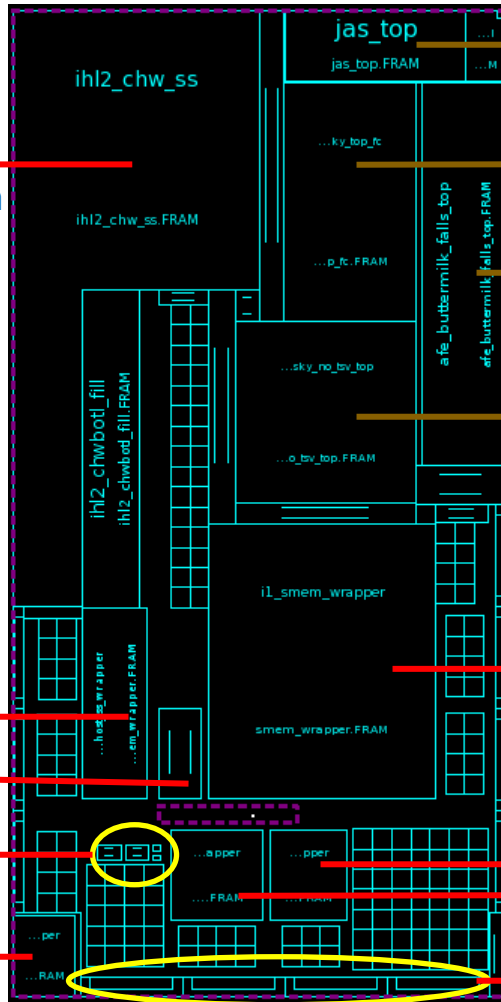 jas_top
...I
jas_top.FRAM
...M
ihl2_chw_ss
ihl2_chw_ss.FRAM
...ky_top_fc
...p_fc.FRAM
afe_buttermilk_falls_top
afe_buttermilk_falls_top.FRAM
ihl2_chwbotl_fill
ihl2_chwbotl_fill.FRAM
...sky_no_tsv_top
...o_tsv_top.FRAM
i1_smem_wrapper
smem_wrapper.FRAM
...em_wrapper.FRAM
...apper
....FRAM
...pper
...FRAM
...per
...RAM